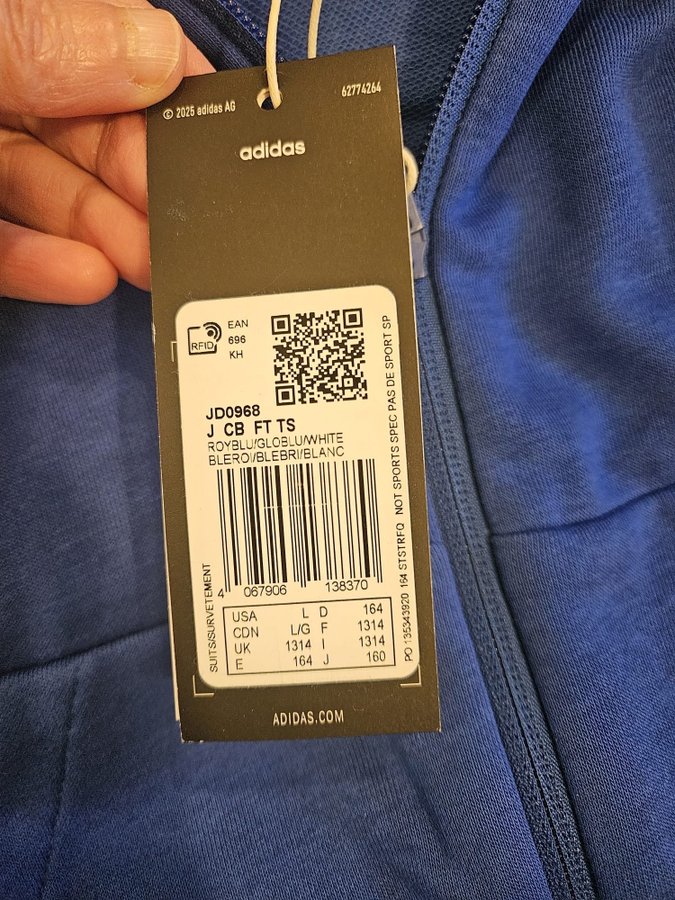 © 2025 adidas AG
62774264
adidas
RFID
EAN
696
KH
JD0968
J CB FT TS
ROYBLU/GLOBLU/WHITE
BLEROI/BLEBRI/BLANC
4 067906 138370
USA L D 164
CDN L/G F 1314
UK 1314 I 1314
E 164 J 160
SUITS/SURVETEMENT
PO 135343920 164 STSTRFQ NOT SPORTS SPEC PAS DE SPORT SP
ADIDAS.COM